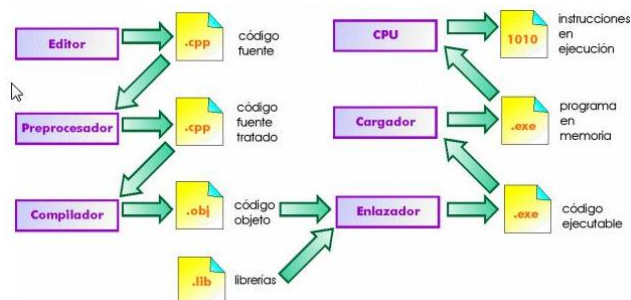 Editor
.cpp
código
fuente
Preprocesador
.cpp
código
fuente
tratado
Compilador
.obj
código
objeto
.lib
librerías
Enlazador
.exe
código
ejecutable
Cargador
.exe
programa
en
memoria
CPU
1010
instrucciones
en
ejecución